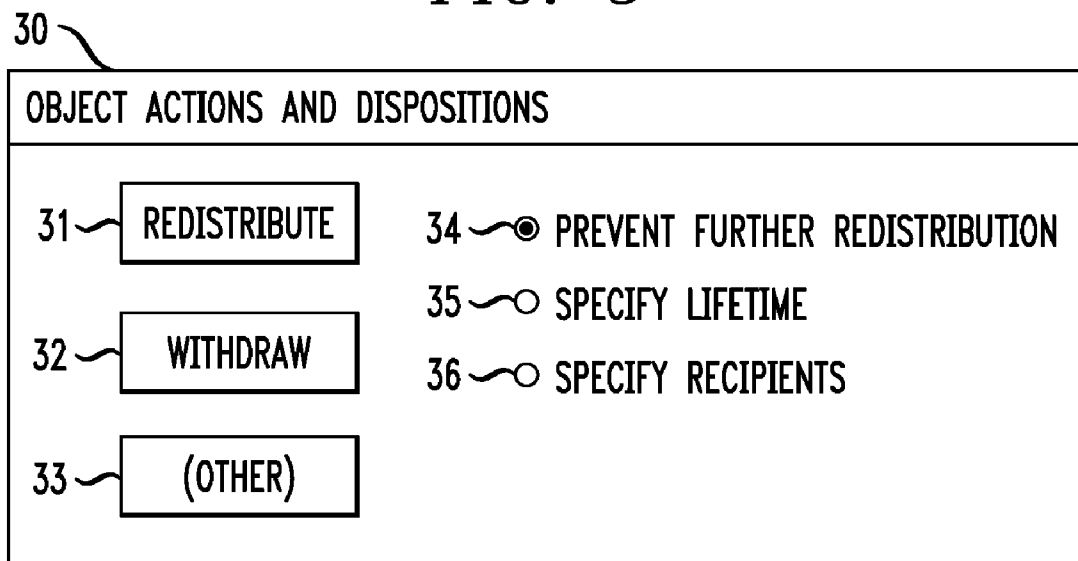 30
OBJECT ACTIONS AND DISPOSITIONS
31 REDISTRIBUTE
34 PREVENT FURTHER REDISTRIBUTION
35 SPECIFY LIFETIME
32 WITHDRAW
36 SPECIFY RECIPIENTS
33 (OTHER)